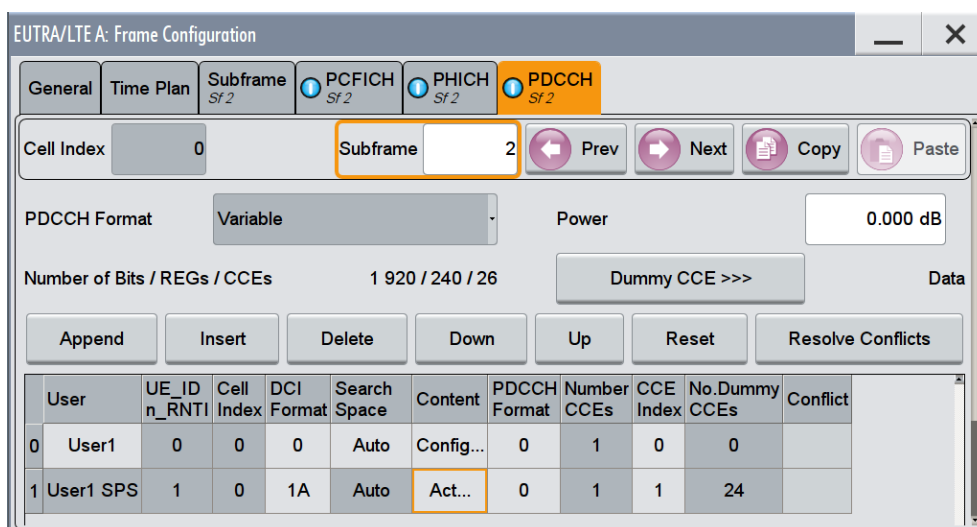 EUTRA/LTE A: Frame Configuration
General Time Plan Subframe Sf 2 PCFICH Sf 2 PHICH Sf 2 PDCCH Sf 2
Cell Index 0 Subframe 2 Prev Next Copy Paste
PDCCH Format Variable Power 0.000 dB
Number of Bits / REGs / CCEs 1 920 / 240 / 26 Dummy CCE >>> Data
Append Insert Delete Down Up Reset Resolve Conflicts
User UE_ID n_RNTI Cell Index DCI Format Search Space Content PDCCH Format Number CCEs CCE Index No.Dummy CCEs Conflict
0 User1 0 0 0 Auto Config... 0 1 0 0
1 User1 SPS 1 0 1A Auto Act... 0 1 1 24